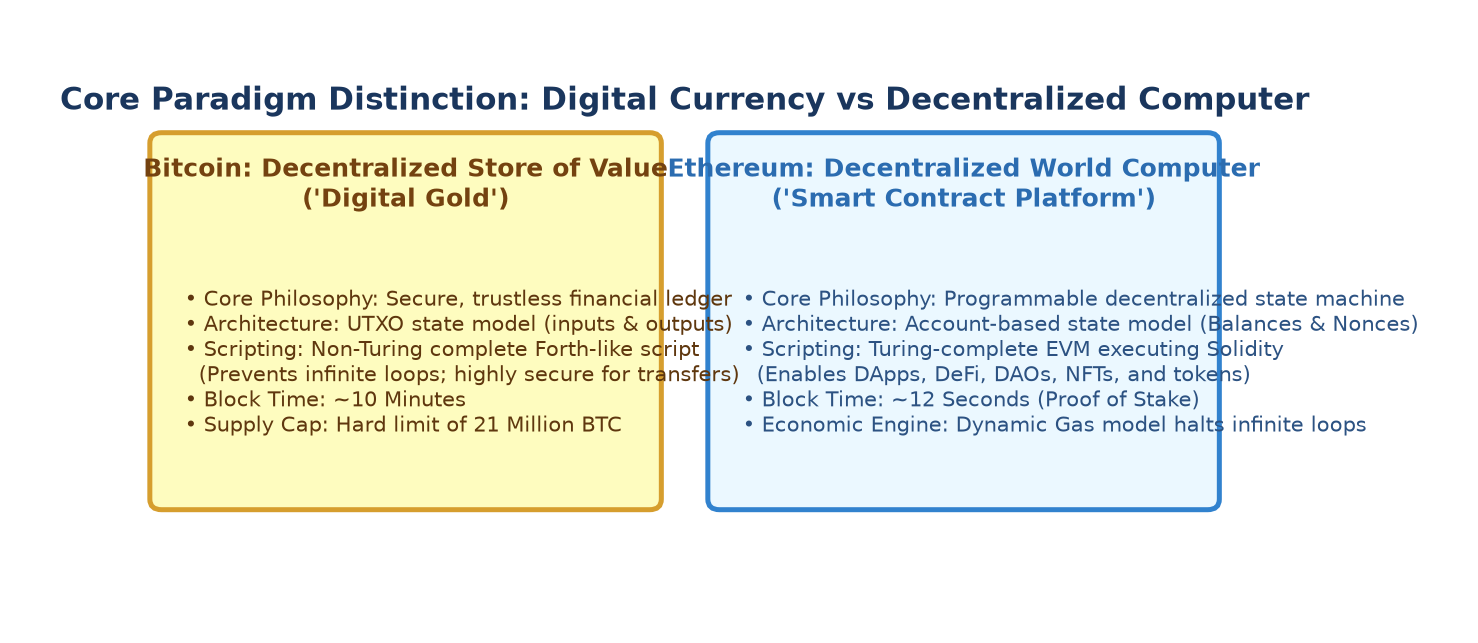 Core Paradigm Distinction: Digital Currency vs Decentralized Computer
Bitcoin: Decentralized Store of Value
('Digital Gold')
• Core Philosophy: Secure, trustless financial ledger
• Architecture: UTXO state model (inputs & outputs)
• Scripting: Non-Turing complete Forth-like script
(Prevents infinite loops; highly secure for transfers)
• Block Time: ~10 Minutes
• Supply Cap: Hard limit of 21 Million BTC
Ethereum: Decentralized World Computer
('Smart Contract Platform')
• Core Philosophy: Programmable decentralized state machine
• Architecture: Account-based state model (Balances & Nonces)
• Scripting: Turing-complete EVM executing Solidity
(Enables DApps, DeFi, DAOs, NFTs, and tokens)
• Block Time: ~12 Seconds (Proof of Stake)
• Economic Engine: Dynamic Gas model halts infinite loops